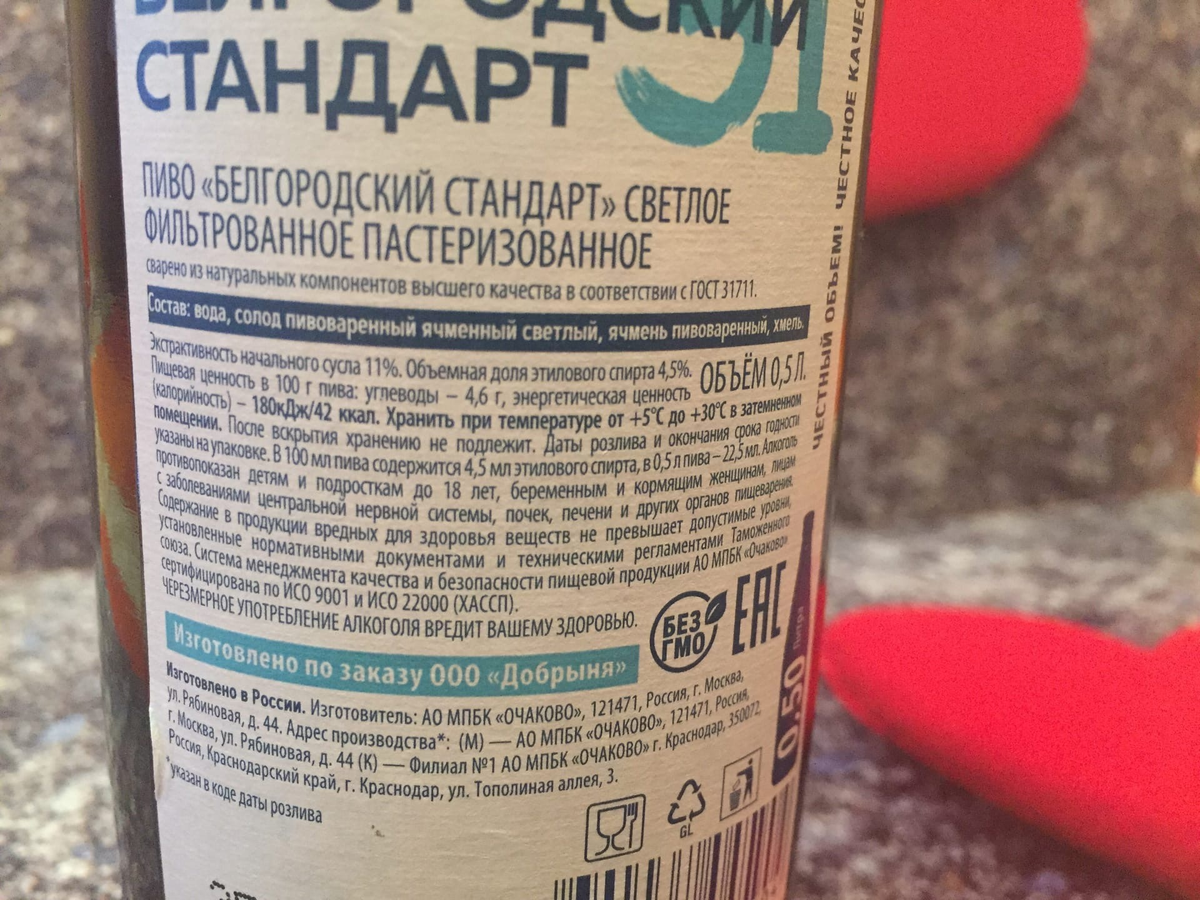 БЕЛГОРОДСКИЙ
СТАНДАРТ
ПИВО «БЕЛГОРОДСКИЙ СТАНДАРТ» СВЕТЛОЕ
ФИЛЬТРОВАННОЕ ПАСТЕРИЗОВАННОЕ
сварено из натуральных компонентов высшего качества в соответствии с ГОСТ 31711.
Состав: вода, солод пивоваренный ячменный светлый, ячмень пивоваренный, хмель.
Экстрактивность начального сусла 11%. Объемная доля этилового спирта 4,5%.
Пищевая ценность в 100 г пива: углеводы – 4,6 г, энергетическая ценность
ОБЪЁМ 0,5 Л.
(калорийность) – 180кДж/42 ккал. Хранить при температуре от +5°С до +30°С в затемненном
помещении. После вскрытия хранению не подлежит. Даты розлива и окончания срока годности
указаны на упаковке. В 100 мл пива содержится 4,5 мл этилового спирта, в 0,5 л пива – 22,5 мл. Алкоголь
противопоказан детям и подросткам до 18 лет, беременным и кормящим женщинам, лицам
с заболеваниями центральной нервной системы, почек, печени и других органов пищеварения.
Содержание в продукции вредных для здоровья веществ не превышает допустимые уровни,
установленные нормативными документами и техническими регламентами Таможенного
союза. Система менеджмента качества и безопасности пищевой продукции АО МПБК «Очаково»
сертифицирована по ИСО 9001 и ИСО 22000 (ХАССП).
ЧЕРЕЗМЕРНОЕ УПОТРЕБЛЕНИЕ АЛКОГОЛЯ ВРЕДИТ ВАШЕМУ ЗДОРОВЬЮ.
БЕЗ
ГМО
ЕАС
Изготовлено по заказу ООО «Добрыня»
Изготовлено в России. Изготовитель: АО МПБК «ОЧАКОВО», 121471, Россия, г. Москва,
ул. Рябиновая, д. 44. Адрес производства*: (М) — АО МПБК «ОЧАКОВО», 121471, Россия,
г. Москва, ул. Рябиновая, д. 44 (К) — Филиал №1 АО МПБК «ОЧАКОВО» г. Краснодар, 350072,
Россия, Краснодарский край, г. Краснодар, ул. Тополиная аллея, 3.
*указан в коде даты розлива
GL
0,50 литра
ЧЕСТНЫЙ ОБЪЕМ! ЧЕСТНОЕ